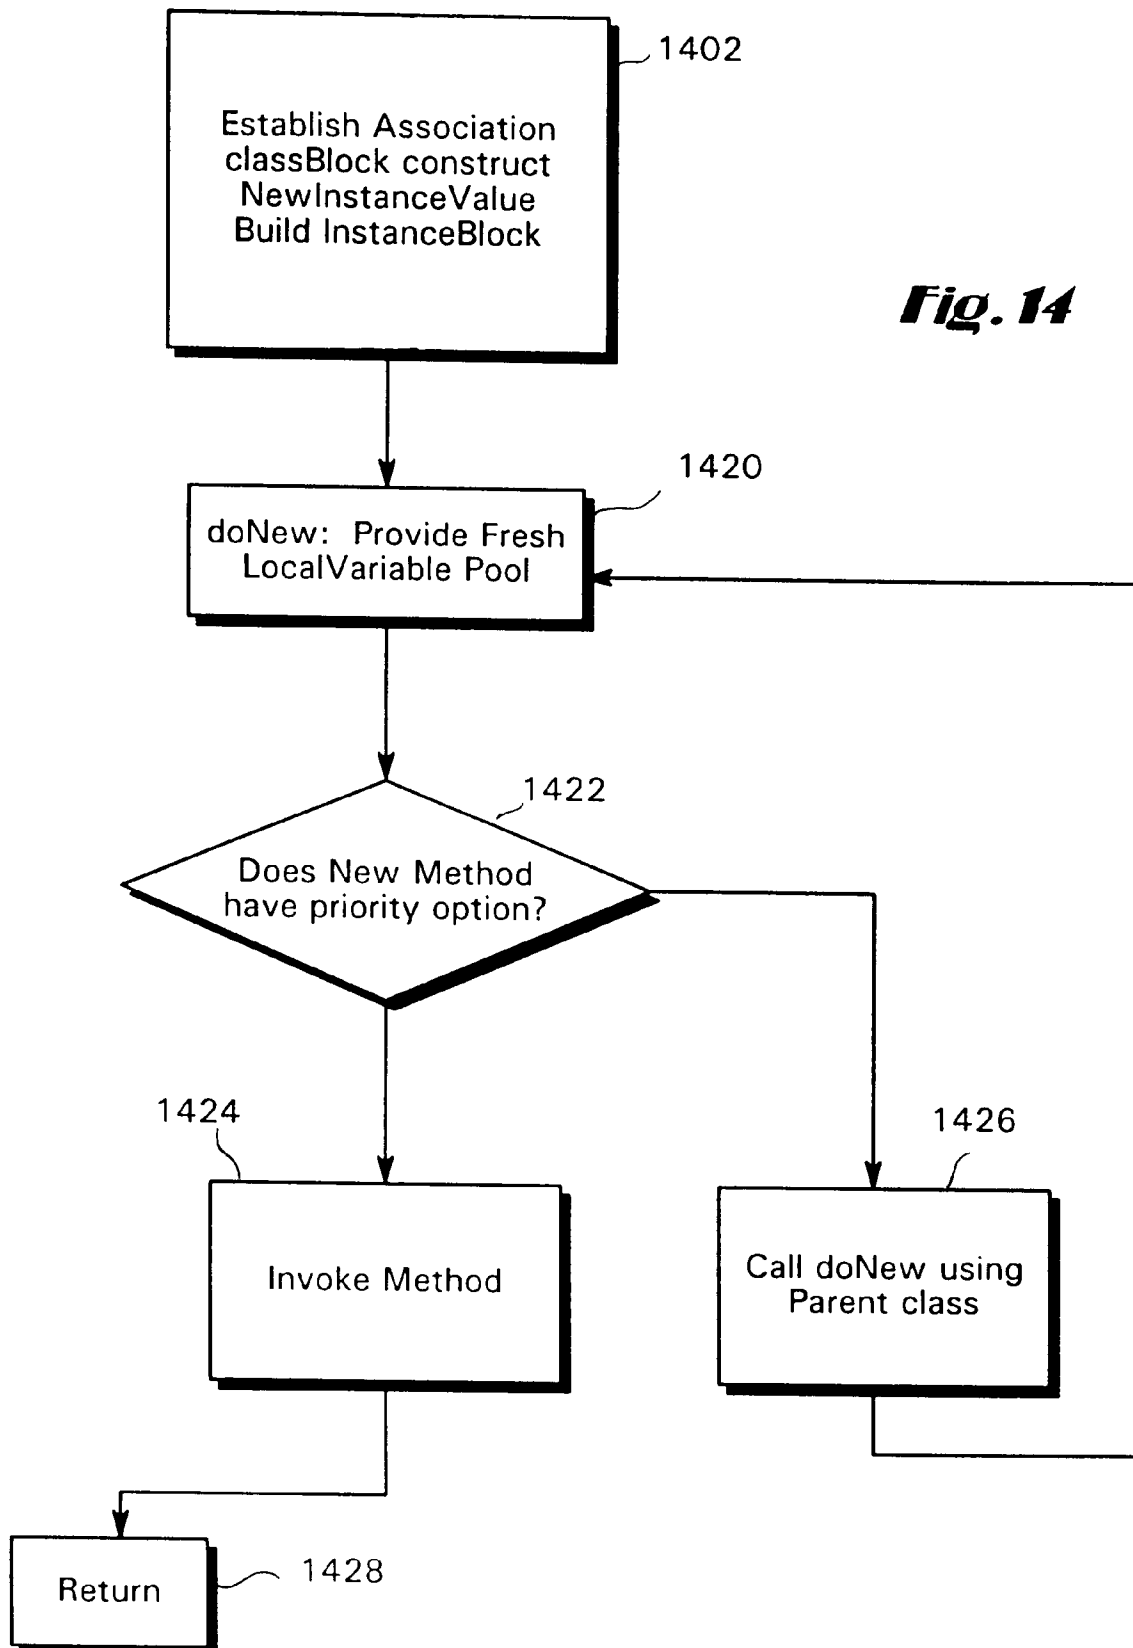 1402
Establish Association
classBlock construct
NewInstanceValue
Build InstanceBlock
Fig. 14
1420
doNew: Provide Fresh
LocalVariable Pool
1422
Does New Method
have priority option?
1424
1426
Invoke Method
Call doNew using
Parent class
Return
1428